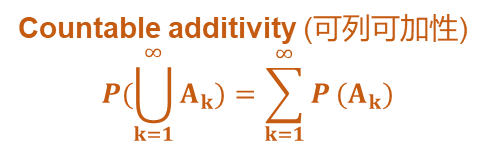 Countable additivity (可列可加性)
P(⋃_{k=1}^{∞} A_k) = ∑_{k=1}^{∞} P (A_k)